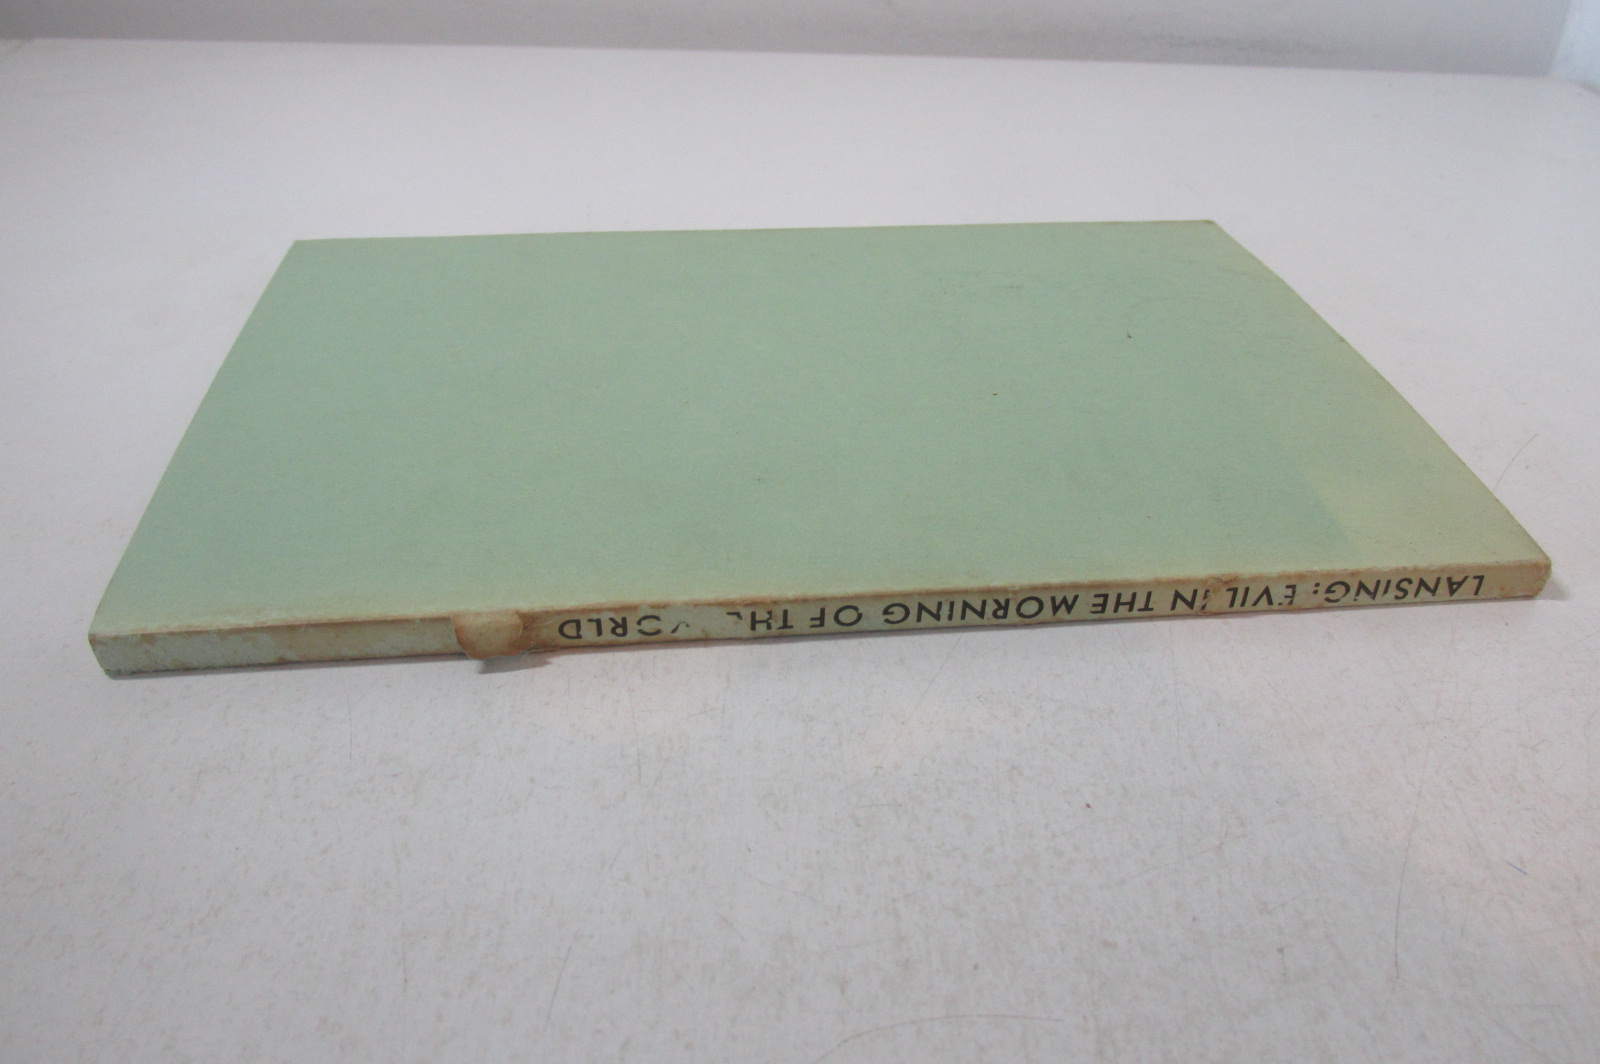 LANSING: EVIL IN THE MORNING OF THE WORLD